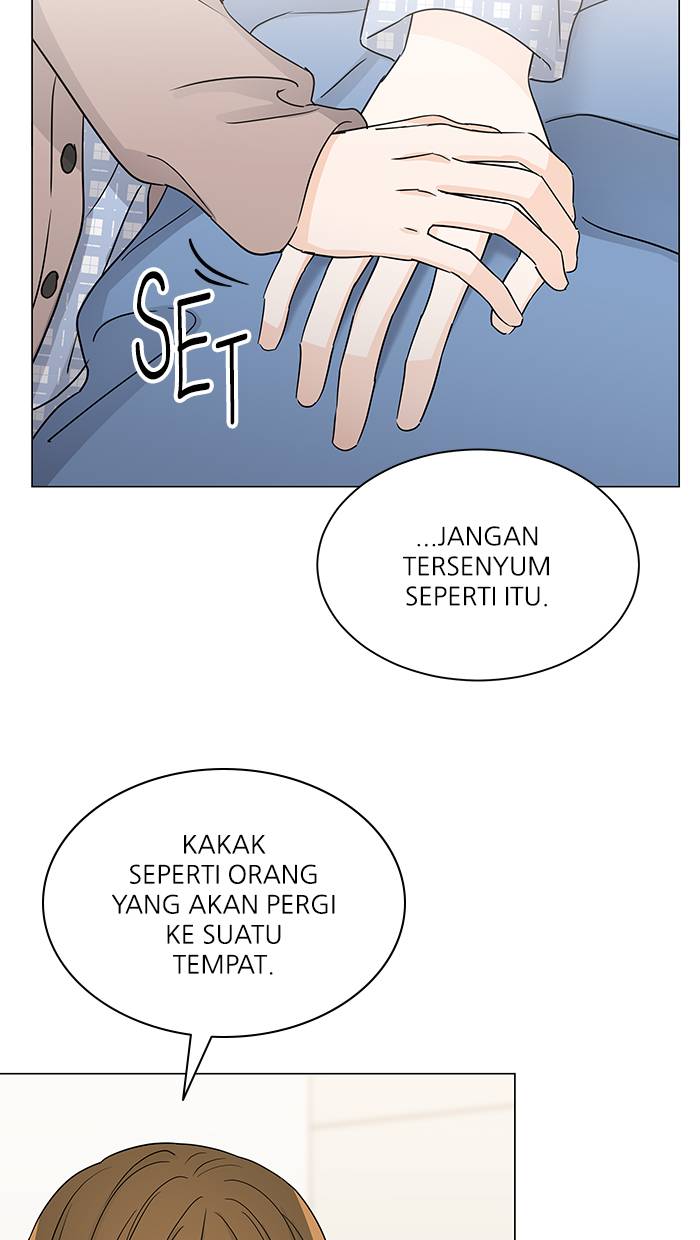 SET
...JANGAN
TERSENYUM
SEPERTI ITU.
KAKAK
SEPERTI ORANG
YANG AKAN PERGI
KE SUATU
TEMPAT.